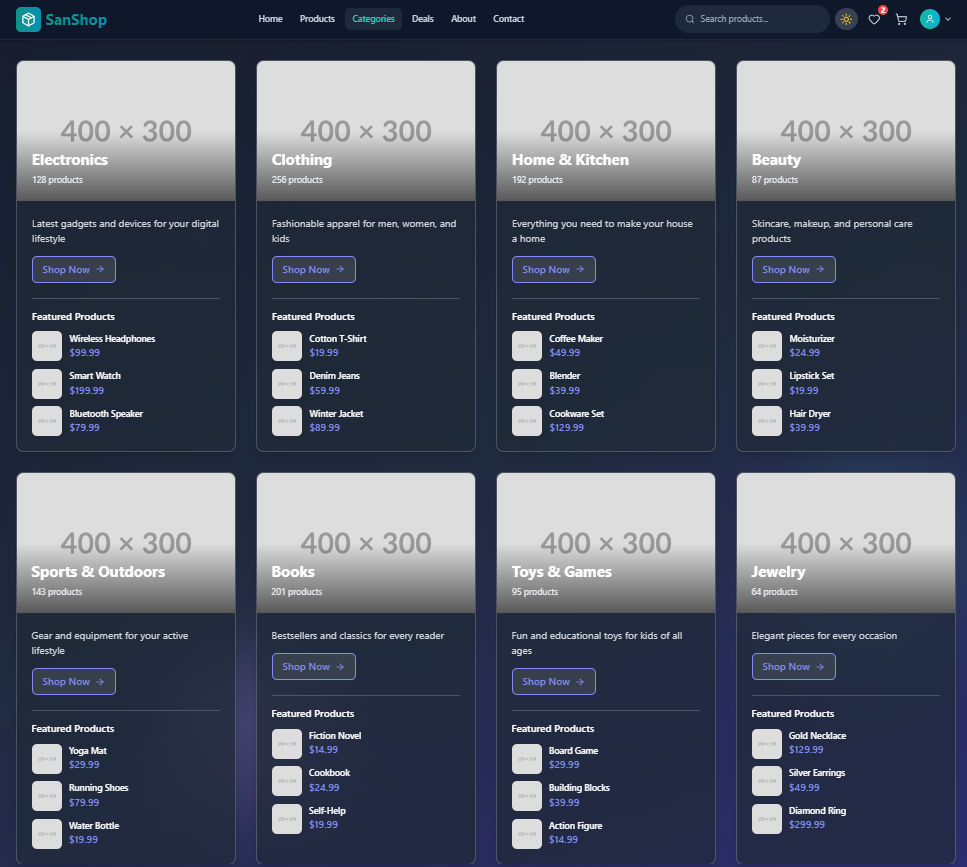 SanShop
Home Products Categories Deals About Contact
Search products...
2
400 × 300
Electronics
128 products
Latest gadgets and devices for your digital
lifestyle
Shop Now →
Featured Products
Wireless Headphones
$99.99
Smart Watch
$199.99
Bluetooth Speaker
$79.99
400 × 300
Clothing
256 products
Fashionable apparel for men, women, and
kids
Shop Now →
Featured Products
Cotton T-Shirt
$19.99
Denim Jeans
$59.99
Winter Jacket
$89.99
400 × 300
Home & Kitchen
192 products
Everything you need to make your house
a home
Shop Now →
Featured Products
Coffee Maker
$49.99
Blender
$39.99
Cookware Set
$129.99
400 × 300
Beauty
87 products
Skincare, makeup, and personal care
products
Shop Now →
Featured Products
Moisturizer
$24.99
Lipstick Set
$19.99
Hair Dryer
$39.99
400 × 300
Sports & Outdoors
143 products
Gear and equipment for your active
lifestyle
Shop Now →
Featured Products
Yoga Mat
$29.99
Running Shoes
$79.99
Water Bottle
$19.99
400 × 300
Books
201 products
Bestsellers and classics for every reader
Shop Now →
Featured Products
Fiction Novel
$14.99
Cookbook
$24.99
Self-Help
$19.99
400 × 300
Toys & Games
95 products
Fun and educational toys for kids of all
ages
Shop Now →
Featured Products
Board Game
$29.99
Building Blocks
$39.99
Action Figure
$14.99
400 × 300
Jewelry
64 products
Elegant pieces for every occasion
Shop Now →
Featured Products
Gold Necklace
$129.99
Silver Earrings
$49.99
Diamond Ring
$299.99